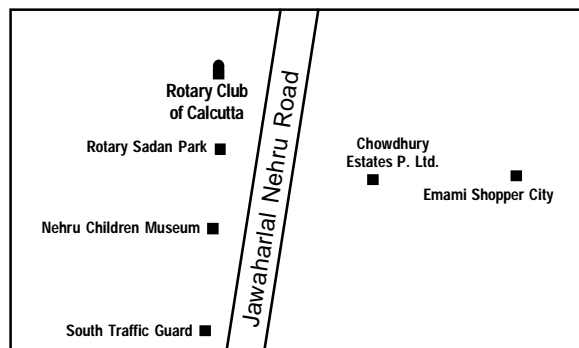 Rotary Club
of Calcutta
Rotary Sadan Park
Chowdhury
Estates P. Ltd.
Emami Shopper City
Nehru Children Museum
South Traffic Guard
Jawaharlal Nehru Road